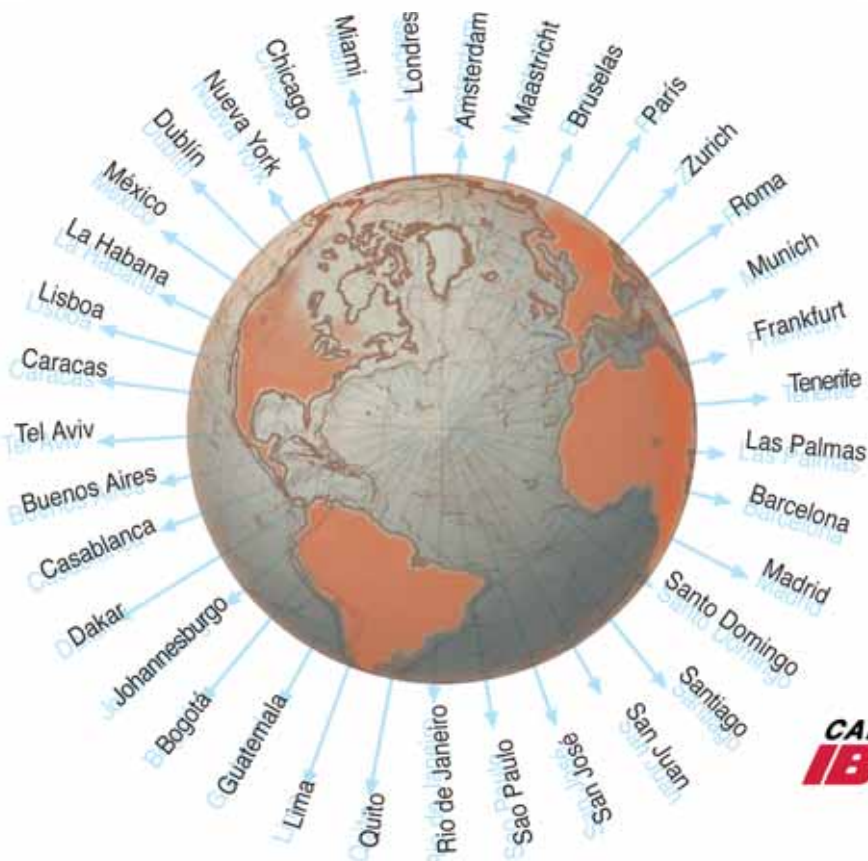 Londres
Amsterdam
Maastricht
Bruselas
París
Zurich
Roma
Munich
Frankfurt
Tenerife
Las Palmas
Barcelona
Madrid
Santo Domingo
Santiago
San Juan
San José
Sao Paulo
Rio de Janeiro
Quito
Lima
Guatemala
Bogotá
Johannesburgo
Dakar
Casablanca
Buenos Aires
Tel Aviv
Caracas
Lisboa
La Habana
México
Dublín
Nueva York
Chicago
Miami
CA
IB